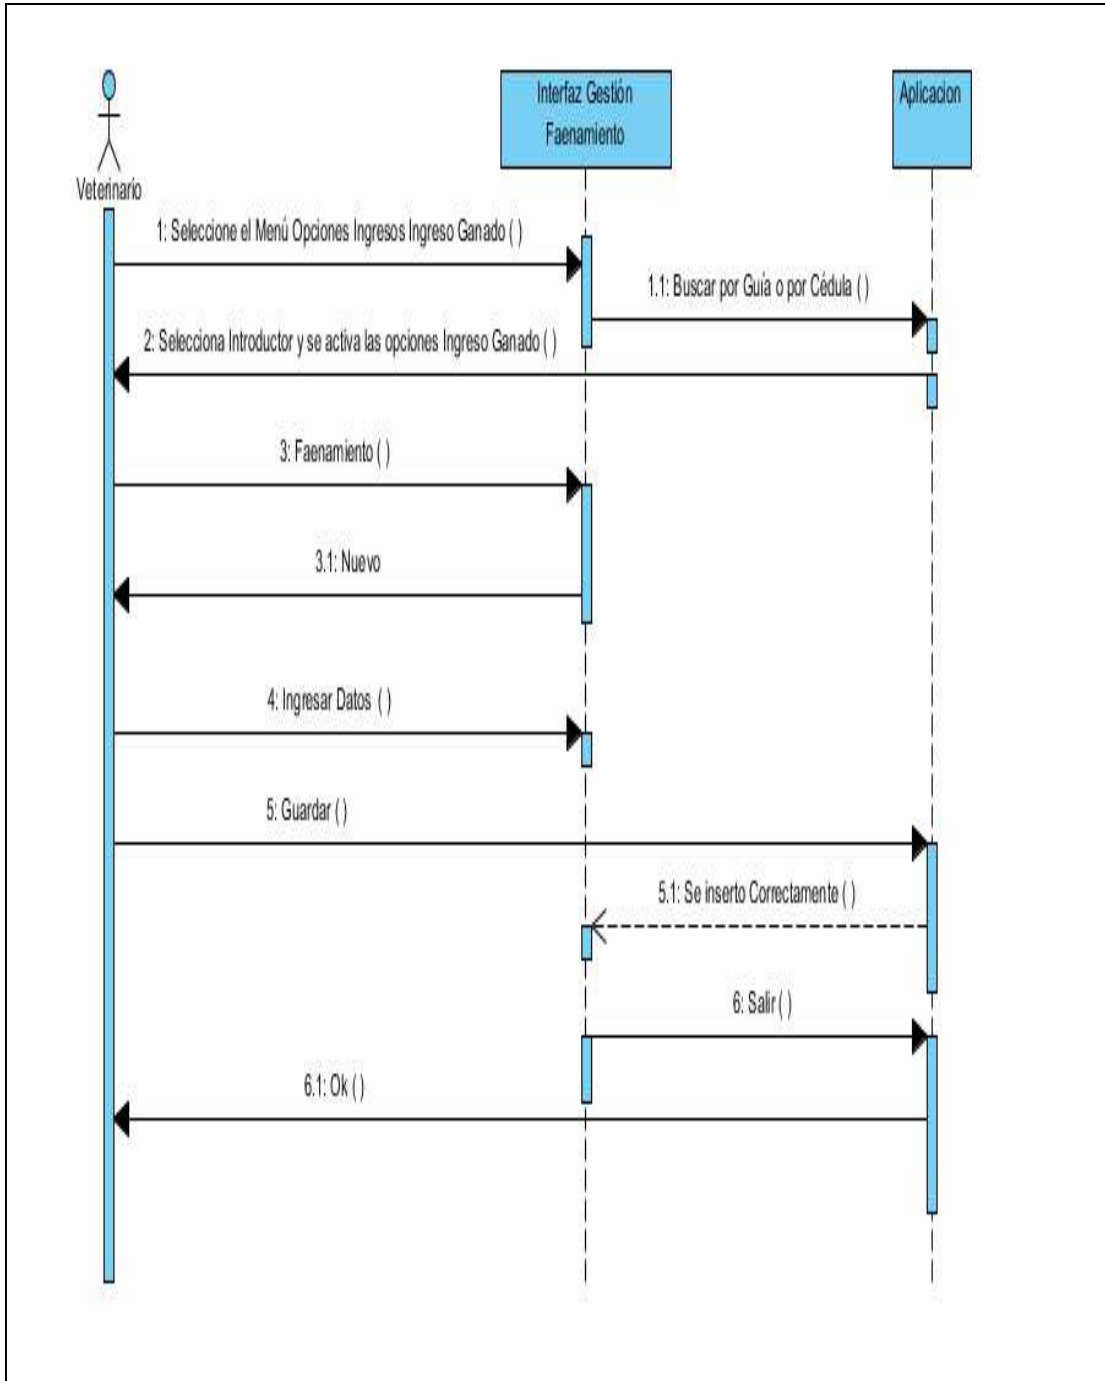 Interfaz Gestión
Faenamiento
Aplicacion
Veterinario
1: Seleccione el Menú Opciones Ingresos Ingreso Ganado ( )
1.1: Buscar por Guía o por Cédula ( )
2: Selecciona Introductor y se activa las opciones Ingreso Ganado ( )
3: Faenamiento ( )
3.1: Nuevo
4: Ingresar Datos ( )
5: Guardar ( )
5.1: Se inserto Correctamente ( )
6: Salir ( )
6.1: Ok ( )